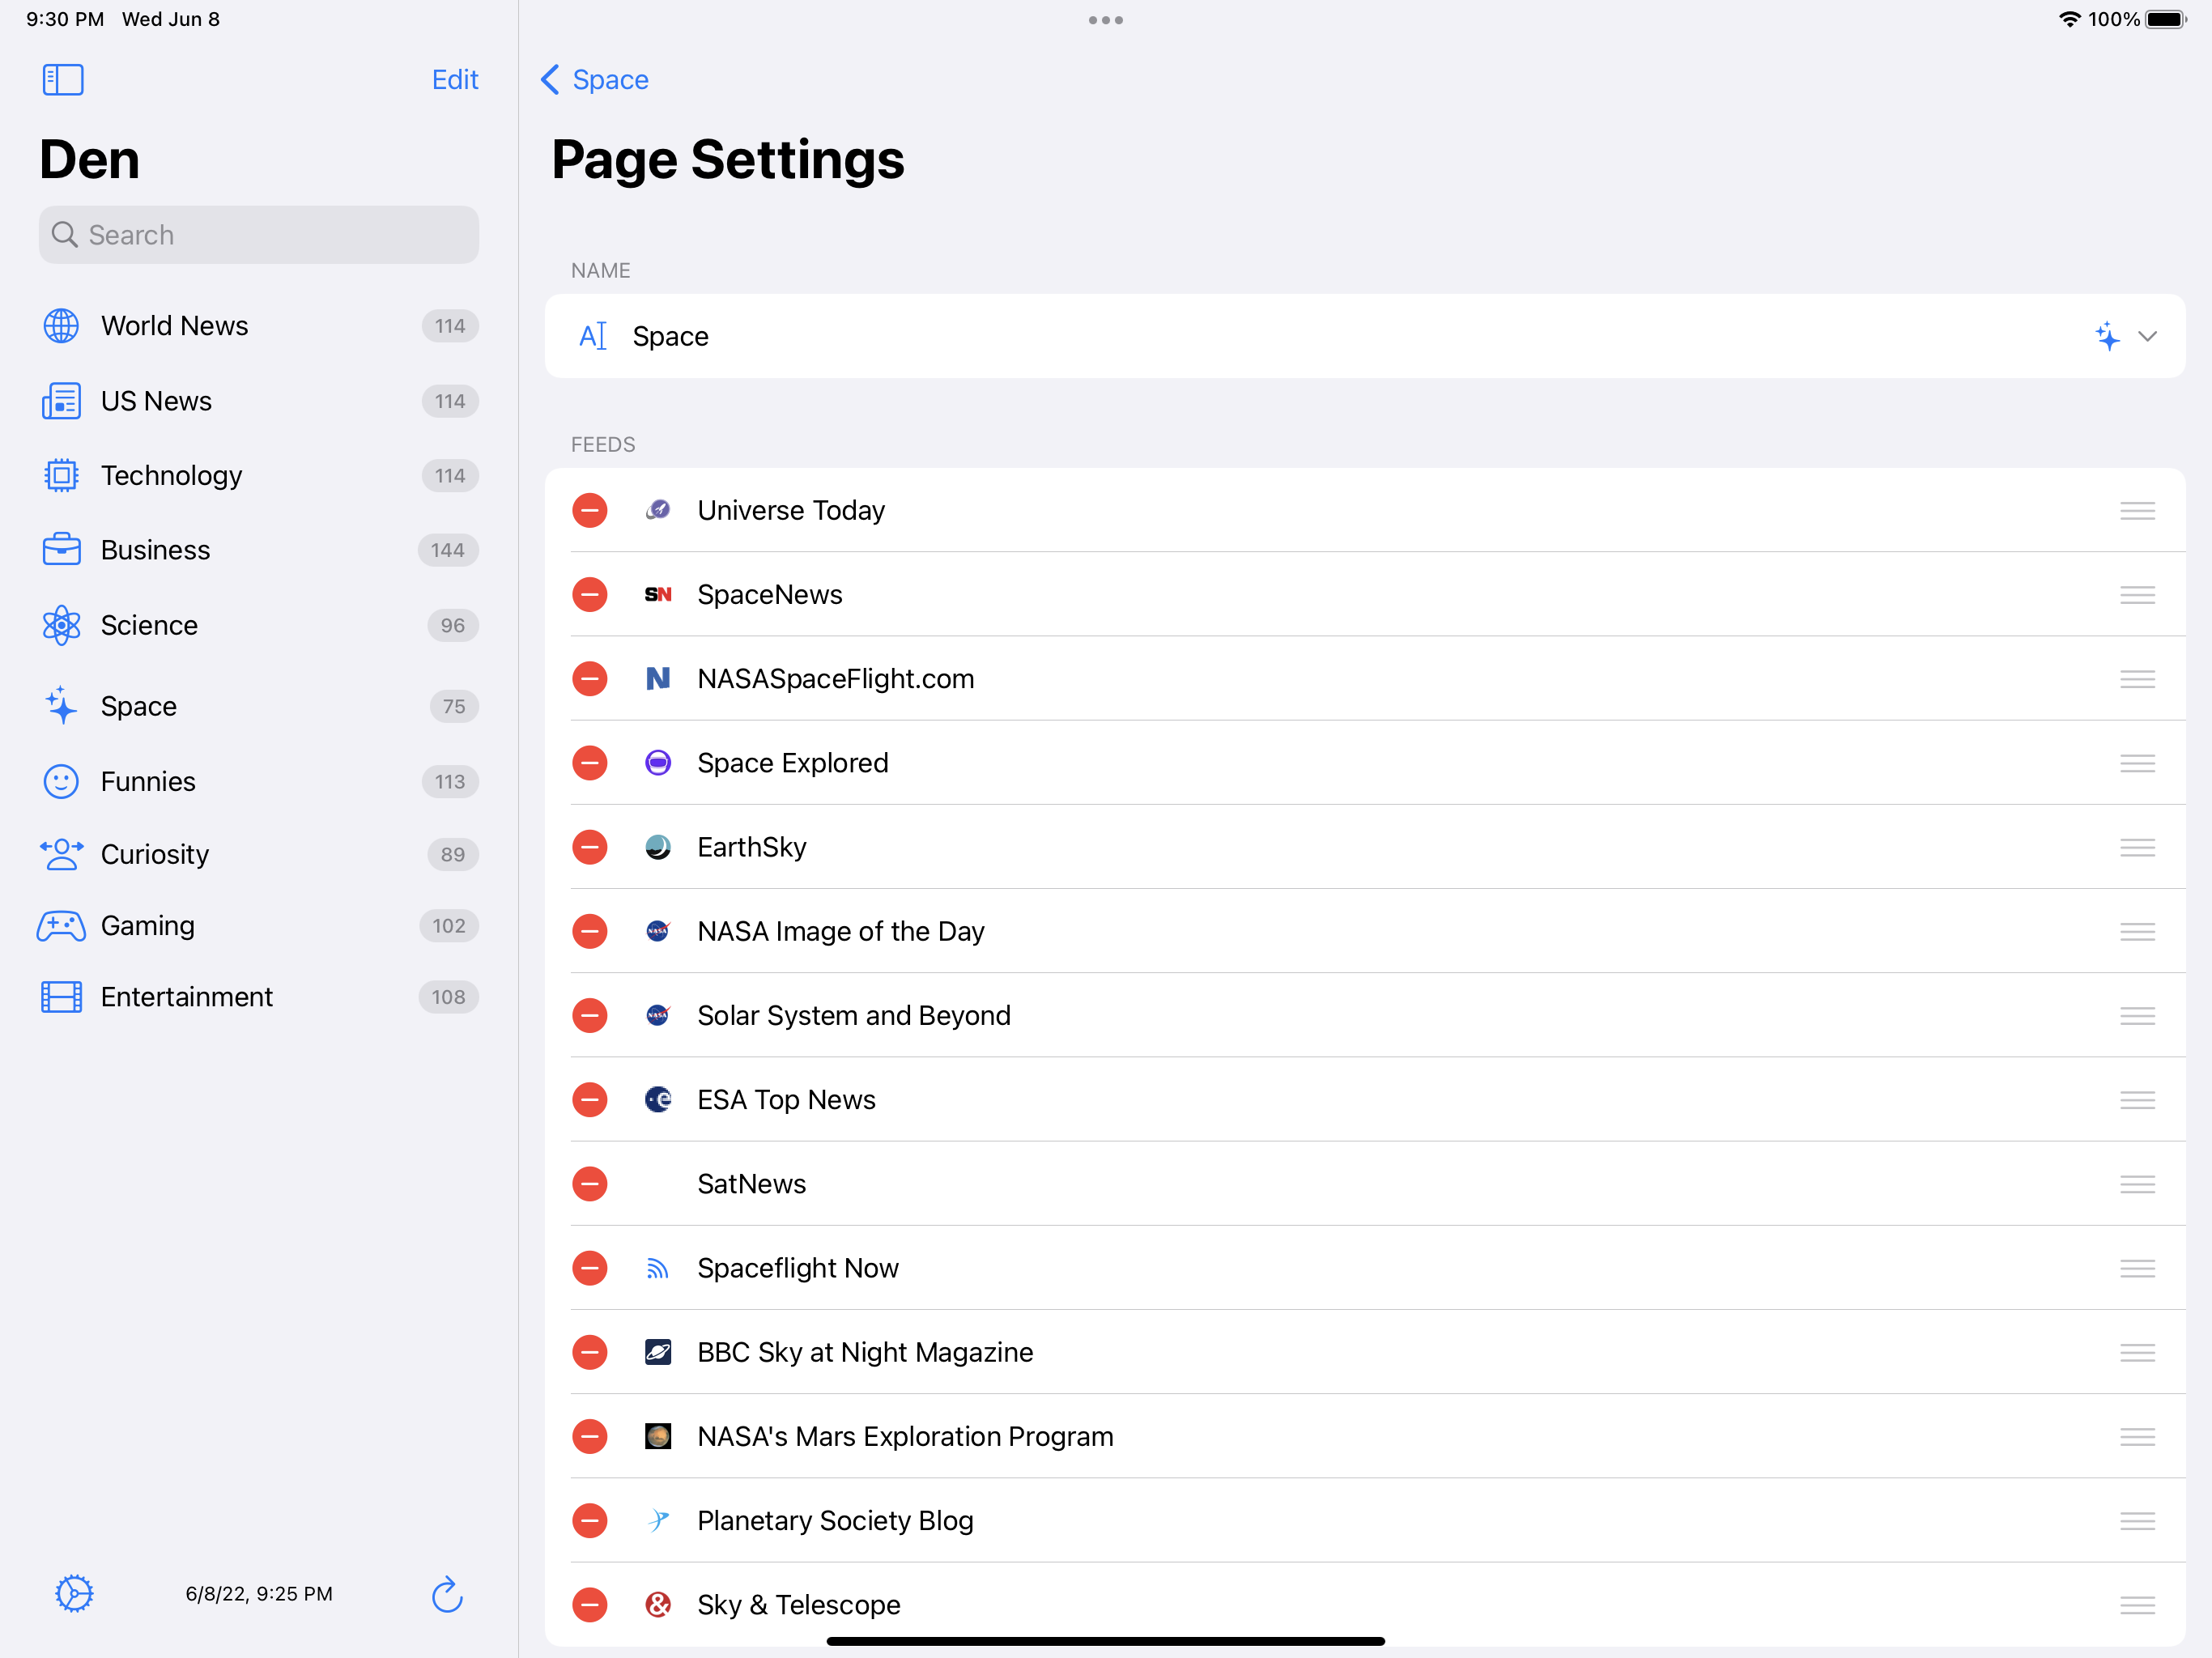 9:30 PM Wed Jun 8
100%
Edit
Den
Search
World News 114
US News 114
Technology 114
Business 144
Science 96
Space 75
Funnies 113
Curiosity 89
Gaming 102
Entertainment 108
6/8/22, 9:25 PM
Space
Page Settings
NAME
Space
FEEDS
Universe Today
SN SpaceNews
N NASASpaceFlight.com
Space Explored
EarthSky
NASA NASA Image of the Day
NASA Solar System and Beyond
e ESA Top News
SatNews
Spaceflight Now
BBC Sky at Night Magazine
NASA's Mars Exploration Program
Planetary Society Blog
& Sky & Telescope